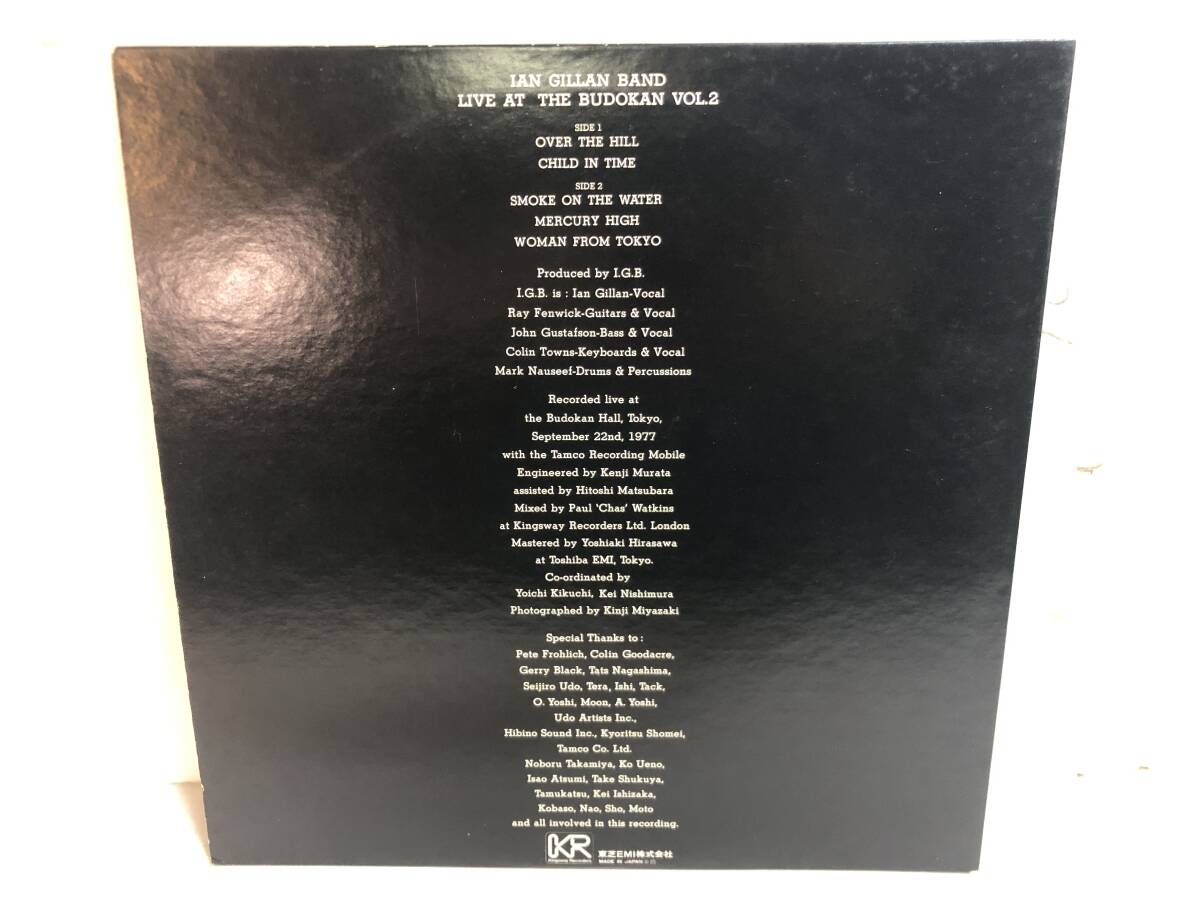 IAN GILLAN BAND
LIVE AT THE BUDOKAN VOL.2
SIDE 1
OVER THE HILL
CHILD IN TIME
SIDE 2
SMOKE ON THE WATER
MERCURY HIGH
WOMAN FROM TOKYO
Produced by I.G.B.
I.G.B. is : Ian Gillan-Vocal
Ray Fenwick-Guitars & Vocal
John Gustafson-Bass & Vocal
Colin Towns-Keyboards & Vocal
Mark Nauseef-Drums & Percussions
Recorded live at
the Budokan Hall, Tokyo,
September 22nd, 1977
with the Tamco Recording Mobile
Engineered by Kenji Murata
assisted by Hitoshi Matsubara
Mixed by Paul 'Chas' Watkins
at Kingsway Recorders Ltd. London
Mastered by Yoshiaki Hirasawa
at Toshiba EMI, Tokyo.
Co-ordinated by
Yoichi Kikuchi, Kei Nishimura
Photographed by Kinji Miyazaki
Special Thanks to :
Pete Frohlich, Colin Goodacre,
Gerry Black, Tats Nagashima,
Seijiro Udo, Tera, Ishi, Tack,
O. Yoshi, Moon, A. Yoshi,
Udo Artists Inc.,
Hibino Sound Inc., Kyoritsu Shomei,
Tamco Co. Ltd.
Noboru Takamiya, Ko Ueno,
Isao Atsumi, Take Shukuya,
Tamukatsu, Kei Ishizaka,
Kobaso, Nao, Sho, Moto
and all involved in this recording.
KR
Kingsway Recorders
東芝EMI株式会社
MADE IN JAPAN